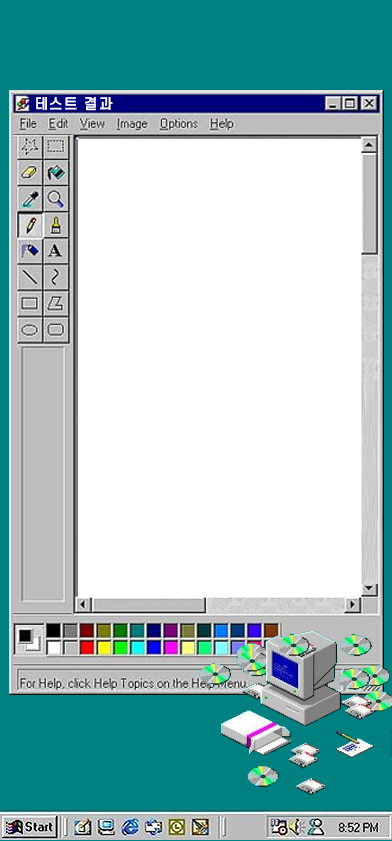 테스트 결과
File Edit View Image Options Help
A
For Help, click Help Topics on the Help Menu.
Start
8:52 PM